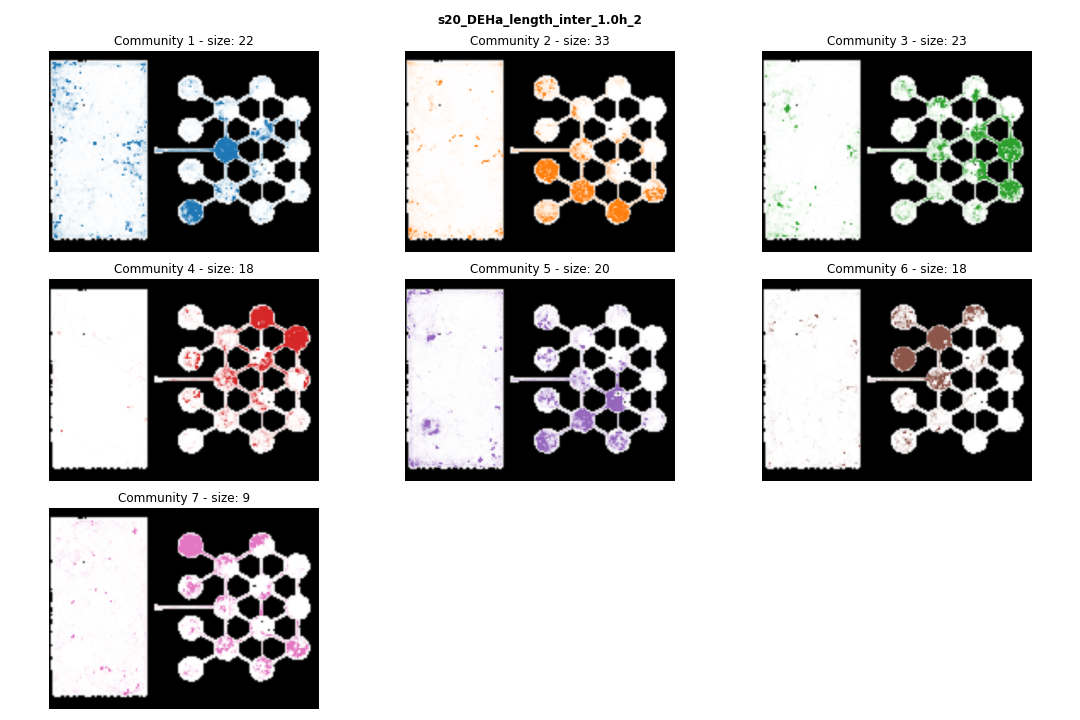 s20_DEHa_length_inter_1.0h_2
Community 1 - size: 22
Community 2 - size: 33
Community 3 - size: 23
Community 4 - size: 18
Community 5 - size: 20
Community 6 - size: 18
Community 7 - size: 9